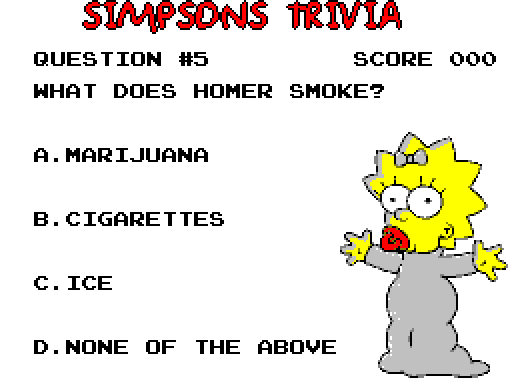 SIMPSONS TRIVIA
QUESTION #5 SCORE 000
WHAT DOES HOMER SMOKE?
A.MARIJUANA
B.CIGARETTES
C.ICE
D.NONE OF THE ABOVE